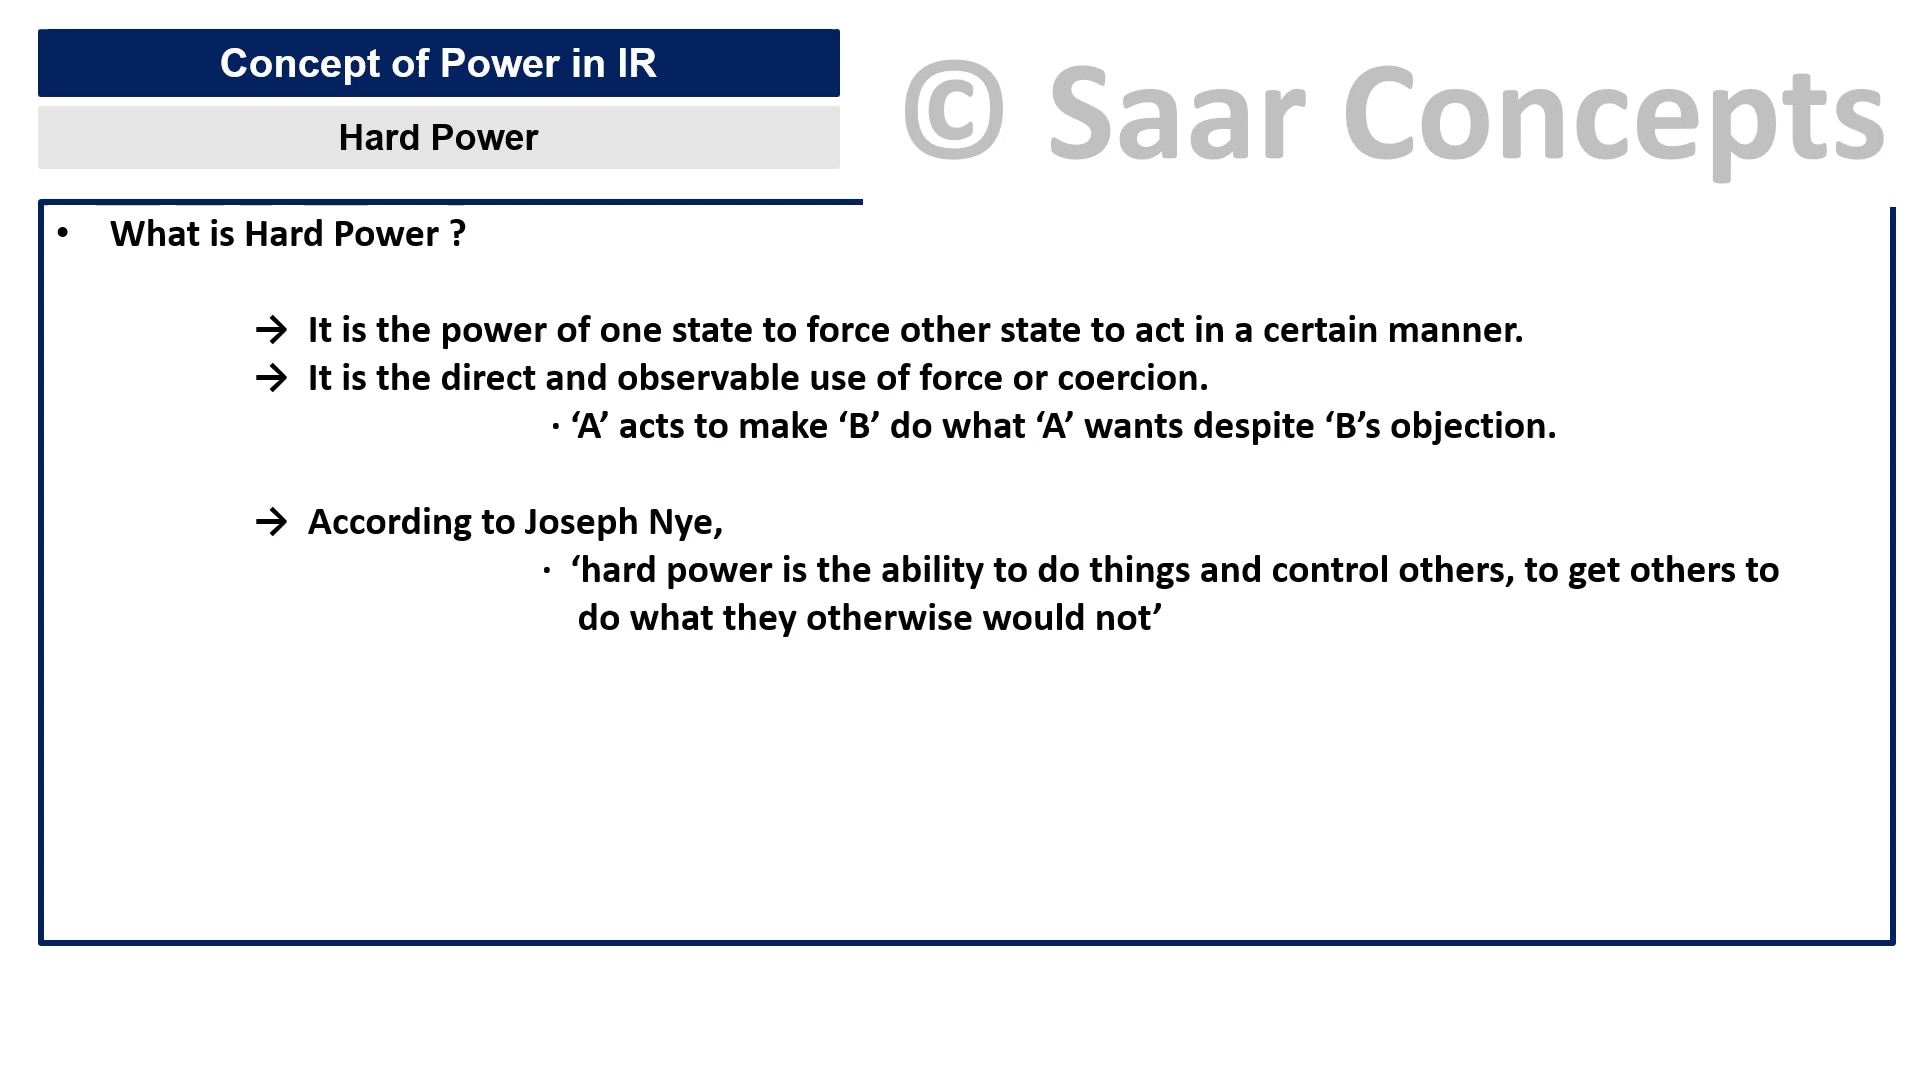 Concept of Power in IR
© Saar Concepts
Hard Power
• What is Hard Power ?
→ It is the power of one state to force other state to act in a certain manner.
→ It is the direct and observable use of force or coercion.
· ‘A’ acts to make ‘B’ do what ‘A’ wants despite ‘B’s objection.
→ According to Joseph Nye,
· ‘hard power is the ability to do things and control others, to get others to
do what they otherwise would not’